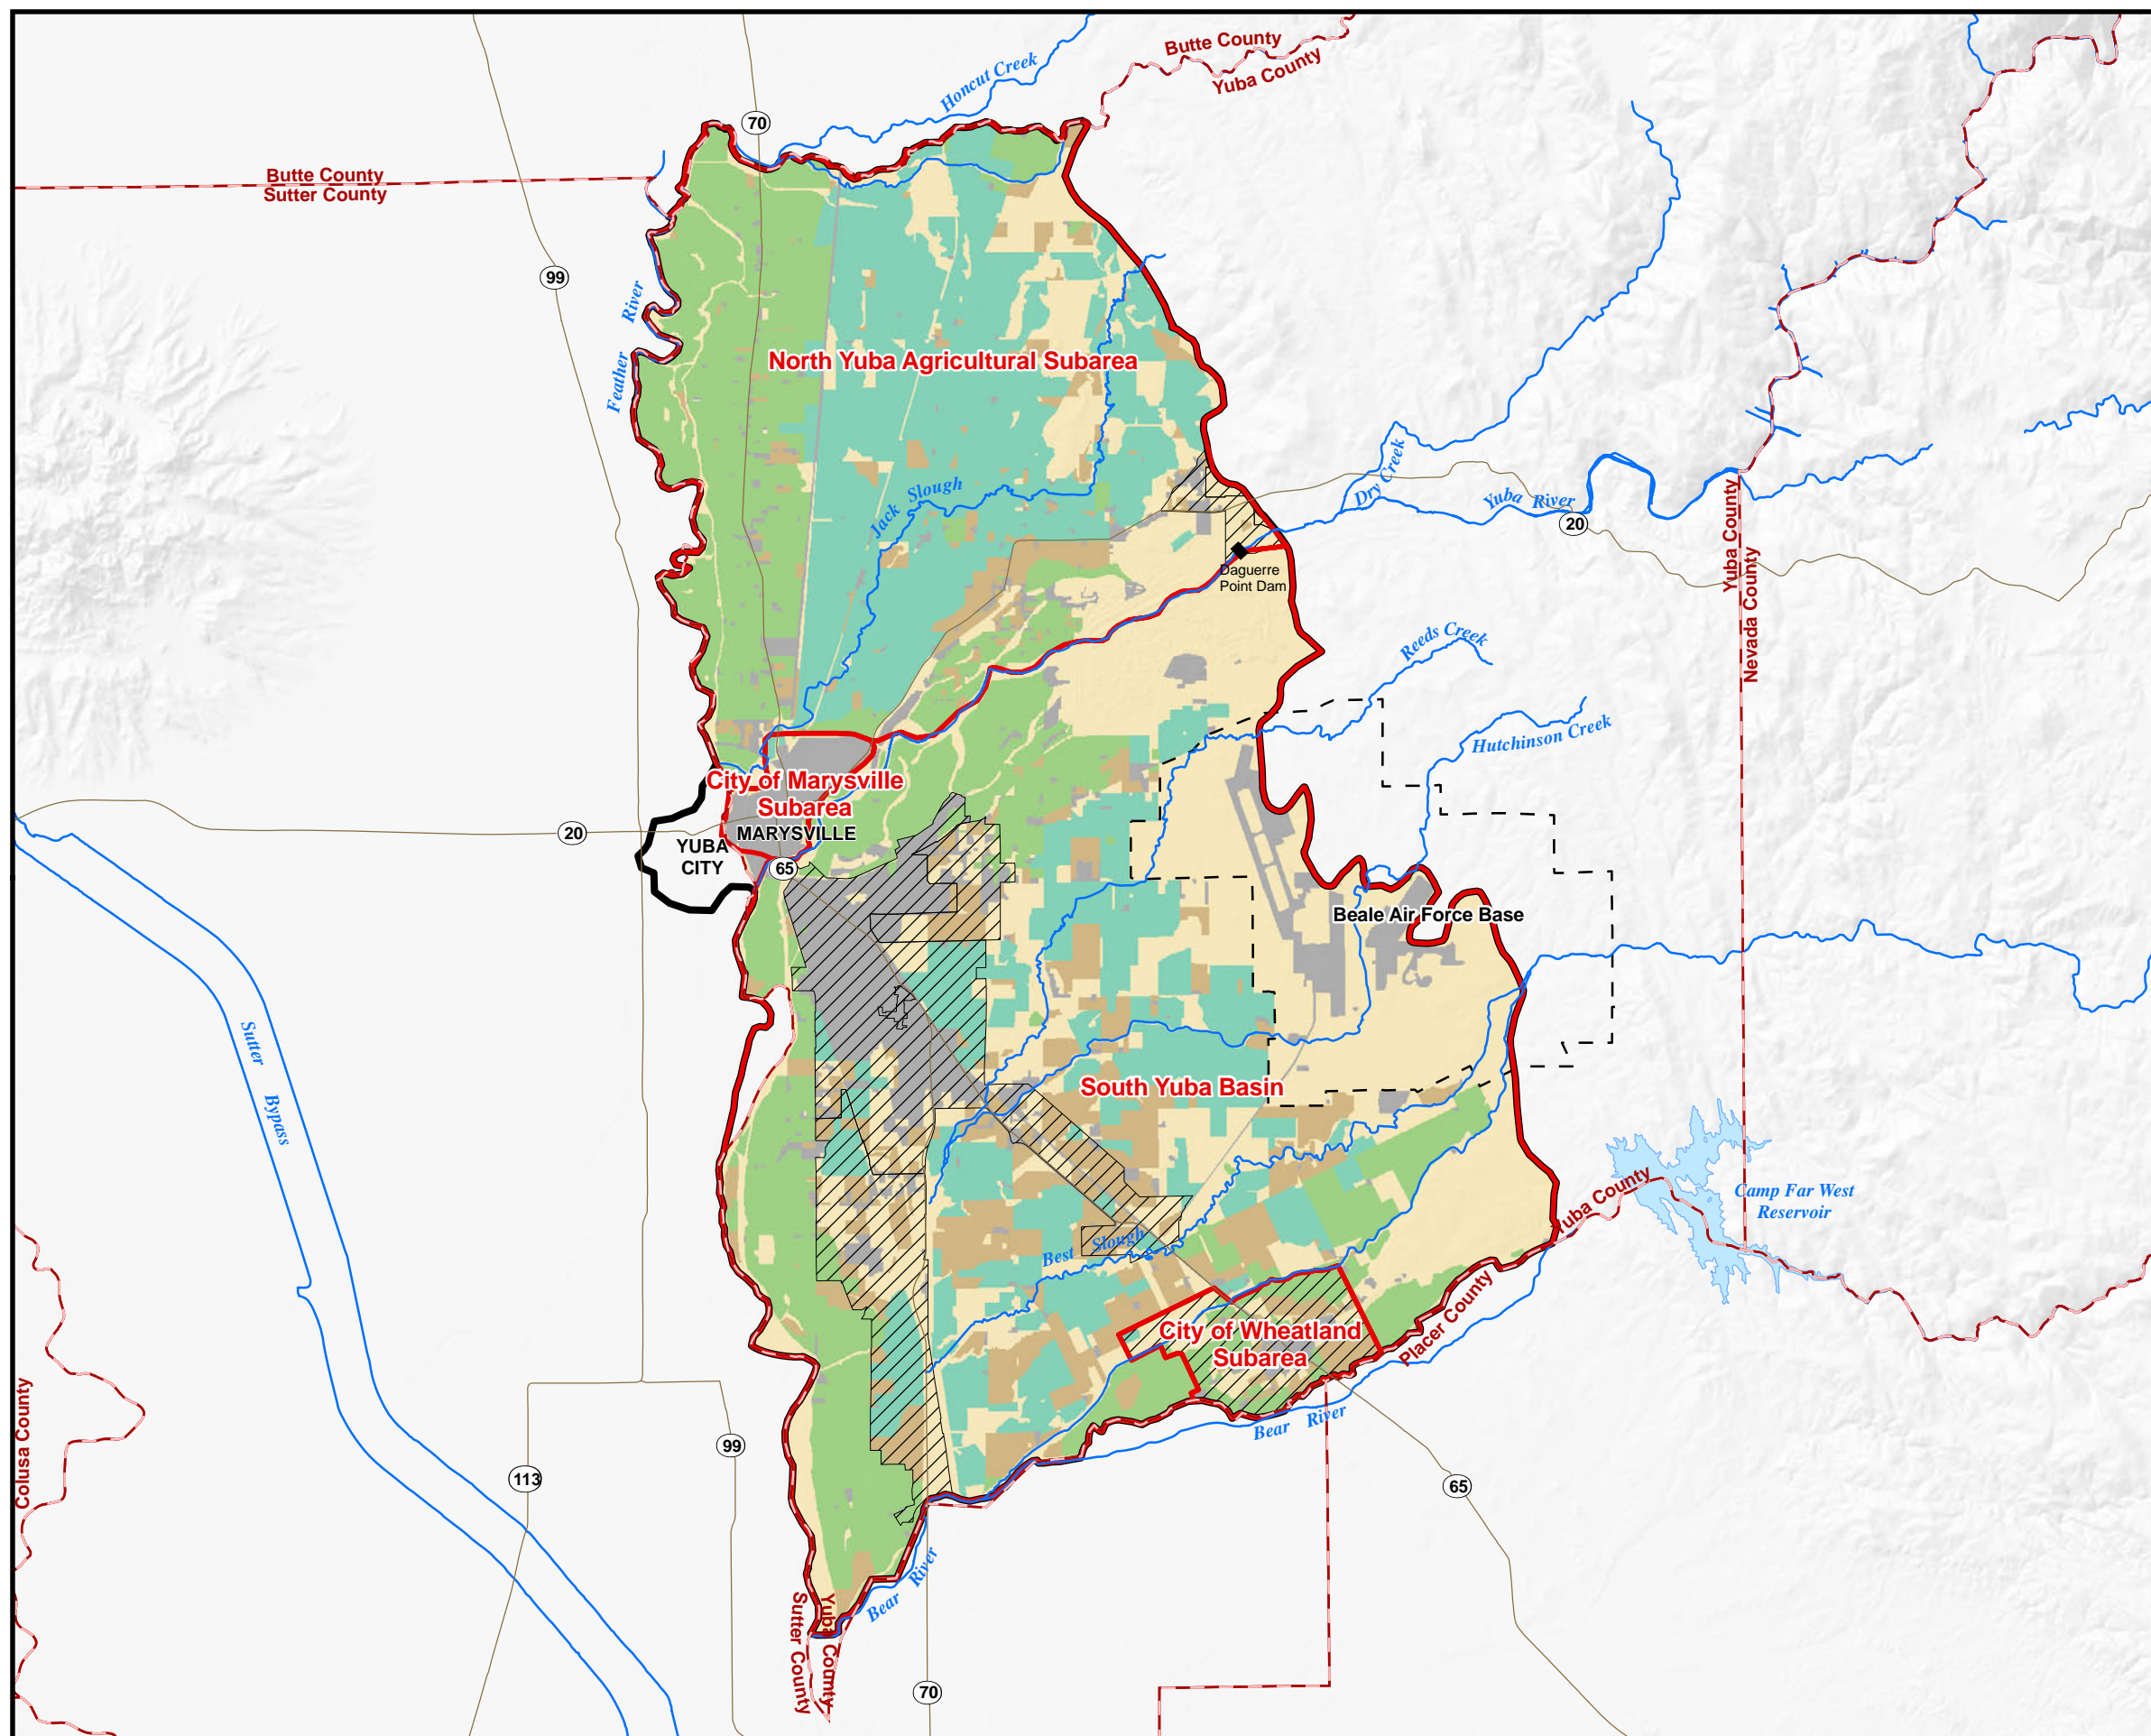 Butte County
Yuba County
Honcut Creek
70
Butte County
Sutter County
99
Feather River
North Yuba Agricultural Subarea
Jack Slough
Dry Creek
Yuba River
20
Yuba County
Nevada County
Daguerre
Point Dam
Reeds Creek
Hutchinson Creek
City of Marysville
Subarea
MARYSVILLE
20
YUBA
CITY
65
Beale Air Force Base
Sutter Bypass
South Yuba Basin
Camp Far West
Reservoir
Yuba County
Placer County
Best Slough
City of Wheatland
Subarea
Bear River
Colusa County
99
113
65
Bear River
Yuba County
Sutter County
70